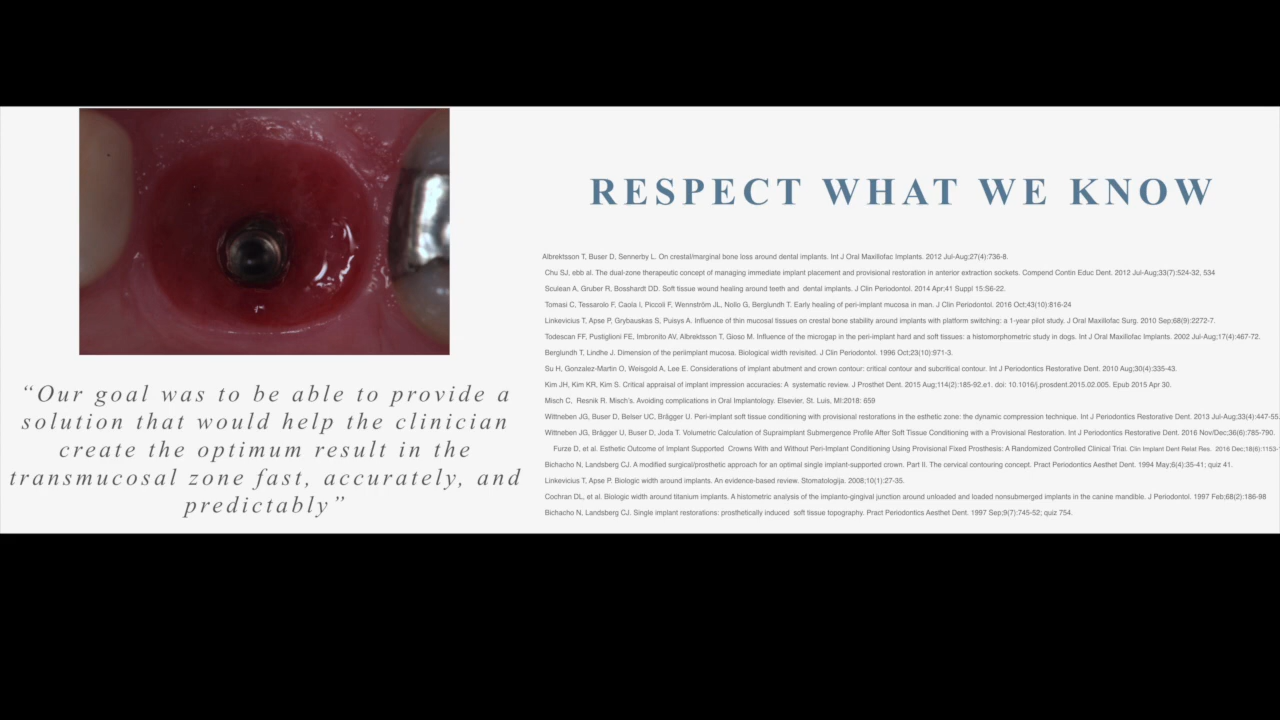 “Our goal was to be able to provide a
solution that would help the clinician
create the optimum result in the
transmucosal zone fast, accurately, and
predictably”
RESPECT WHAT WE KNOW
Albrektsson T, Buser D, Sennerby L. On crestal/marginal bone loss around dental implants. Int J Oral Maxillofac Implants. 2012 Jul-Aug;27(4):736-8.
Chu SJ, ebb al. The dual-zone therapeutic concept of managing immediate implant placement and provisional restoration in anterior extraction sockets. Compend Contin Educ Dent. 2012 Jul-Aug;33(7):524-32, 534
Sculean A, Gruber R, Bosshardt DD. Soft tissue wound healing around teeth and dental implants. J Clin Periodontol. 2014 Apr;41 Suppl 15:S6-22.
Tomasi C, Tessarolo F, Caola I, Piccoli F, Wennström JL, Nollo G, Berglundh T. Early healing of peri-implant mucosa in man. J Clin Periodontol. 2016 Oct;43(10):816-24
Linkevicius T, Apse P, Grybauskas S, Puisys A. Influence of thin mucosal tissues on crestal bone stability around implants with platform switching: a 1-year pilot study. J Oral Maxillofac Surg. 2010 Sep;68(9):2272-7.
Todescan FF, Pustiglioni FE, Imbronito AV, Albrektsson T, Gioso M. Influence of the microgap in the peri-implant hard and soft tissues: a histomorphometric study in dogs. Int J Oral Maxillofac Implants. 2002 Jul-Aug;17(4):467-72.
Berglundh T, Lindhe J. Dimension of the periimplant mucosa. Biological width revisited. J Clin Periodontol. 1996 Oct;23(10):971-3.
Su H, Gonzalez-Martin O, Weisgold A, Lee E. Considerations of implant abutment and crown contour: critical contour and subcritical contour. Int J Periodontics Restorative Dent. 2010 Aug;30(4):335-43.
Kim JH, Kim KR, Kim S. Critical appraisal of implant impression accuracies: A systematic review. J Prosthet Dent. 2015 Aug;114(2):185-92.e1. doi: 10.1016/j.prosdent.2015.02.005. Epub 2015 Apr 30.
Misch C, Resnik R. Misch's. Avoiding complications in Oral Implantology. Elsevier, St. Luis, MI:2018: 659
Wittneben JG, Buser D, Belser UC, Brägger U. Peri-implant soft tissue conditioning with provisional restorations in the esthetic zone: the dynamic compression technique. Int J Periodontics Restorative Dent. 2013 Jul-Aug;33(4):447-55.
Wittneben JG, Brägger U, Buser D, Joda T. Volumetric Calculation of Supraimplant Submergence Profile After Soft Tissue Conditioning with a Provisional Restoration. Int J Periodontics Restorative Dent. 2016 Nov/Dec;36(6):785-790.
Furze D, et al. Esthetic Outcome of Implant Supported Crowns With and Without Peri-Implant Conditioning Using Provisional Fixed Prosthesis: A Randomized Controlled Clinical Trial. Clin Implant Dent Relat Res. 2016 Dec;18(6):1153-
Bichacho N, Landsberg CJ. A modified surgical/prosthetic approach for an optimal single implant-supported crown. Part II. The cervical contouring concept. Pract Periodontics Aesthet Dent. 1994 May;6(4):35-41; quiz 41.
Linkevicius T, Apse P. Biologic width around implants. An evidence-based review. Stomatologija. 2008;10(1):27-35.
Cochran DL, et al. Biologic width around titanium implants. A histometric analysis of the implanto-gingival junction around unloaded and loaded nonsubmerged implants in the canine mandible. J Periodontol. 1997 Feb;68(2):186-98
Bichacho N, Landsberg CJ. Single implant restorations: prosthetically induced soft tissue topography. Pract Periodontics Aesthet Dent. 1997 Sep;9(7):745-52; quiz 754.